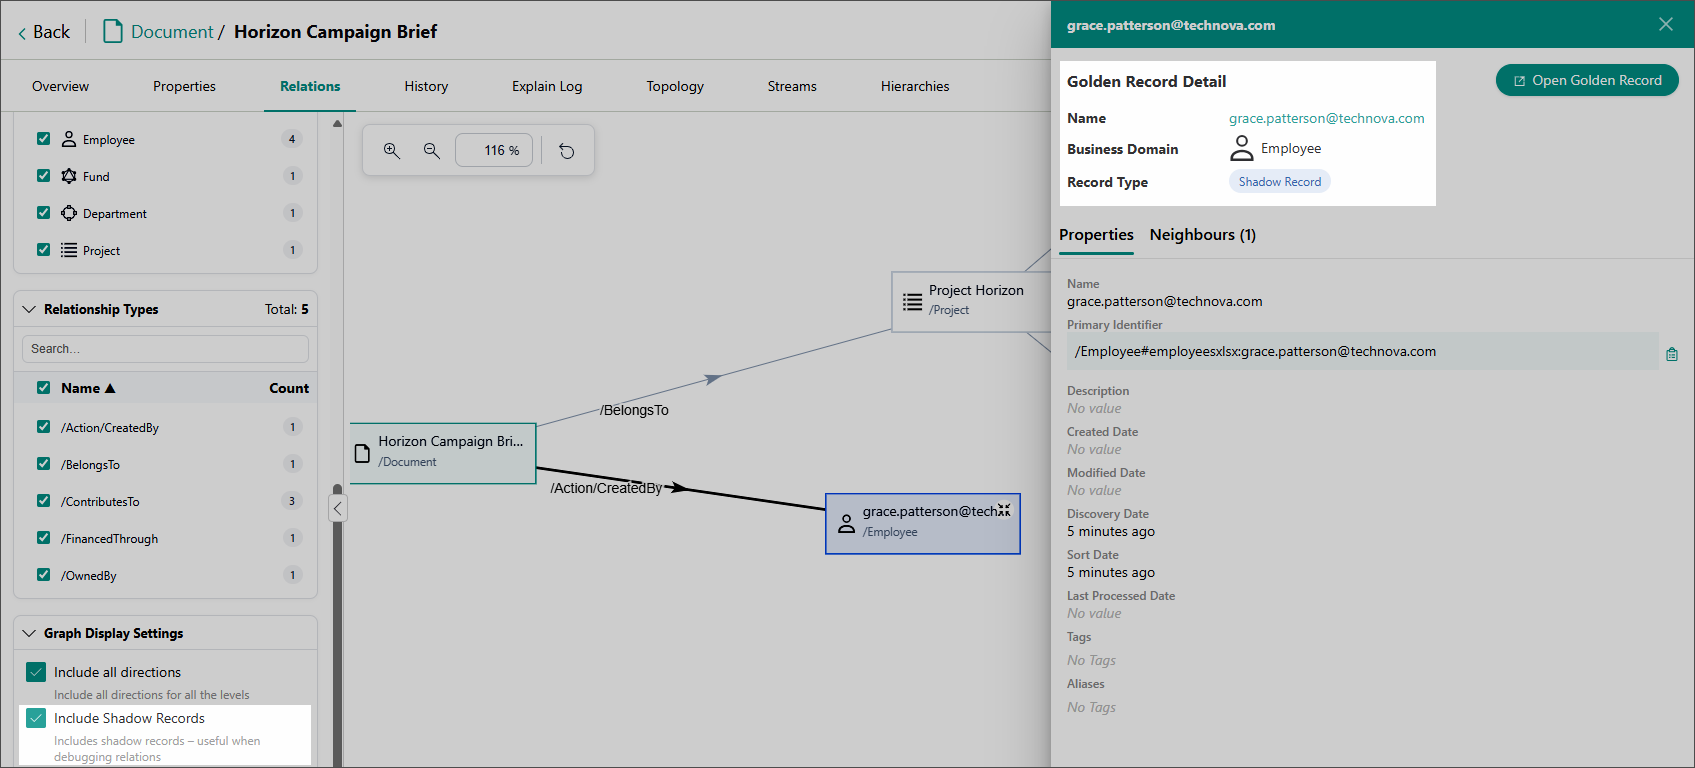 Back
Document / Horizon Campaign Brief
Overview
Properties
Relations
History
Explain Log
Topology
Streams
Hierarchies
Employee 4
Fund 1
Department 1
Project 1
Relationship Types Total: 5
Search...
Name Count
/Action/CreatedBy 1
/BelongsTo 1
/ContributesTo 3
/FinancedThrough 1
/OwnedBy 1
Graph Display Settings
Include all directions
Include all directions for all the levels
Include Shadow Records
Includes shadow records – useful when
debugging relations
116 %
Project Horizon
/Project
/BelongsTo
Horizon Campaign Bri...
/Document
/Action/CreatedBy
grace.patterson@tech
/Employee
grace.patterson@technova.com
Golden Record Detail
Open Golden Record
Name grace.patterson@technova.com
Business Domain Employee
Record Type Shadow Record
Properties
Neighbours (1)
Name
grace.patterson@technova.com
Primary Identifier
/Employee#employeesxlsx:grace.patterson@technova.com
Description
No value
Created Date
No value
Modified Date
No value
Discovery Date
5 minutes ago
Sort Date
5 minutes ago
Last Processed Date
No value
Tags
No Tags
Aliases
No Tags